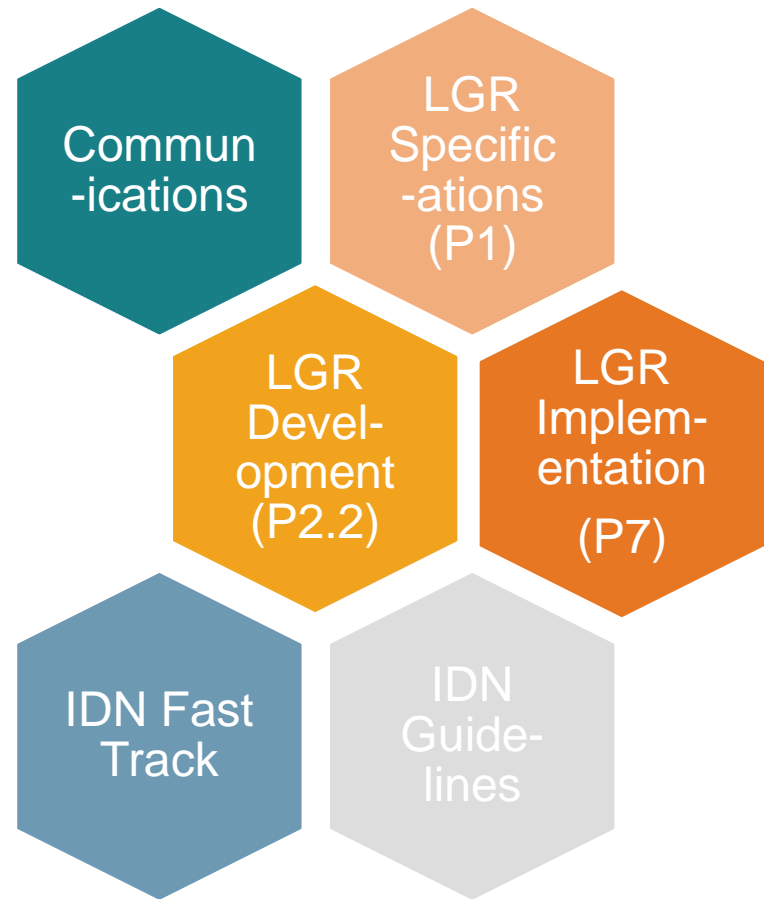 Commun
-ications
LGR
Specific
-ations
(P1)
LGR
Devel-
opment
(P2.2)
LGR
Implem-
entation
(P7)
IDN Fast
Track
IDN
Guide-
lines